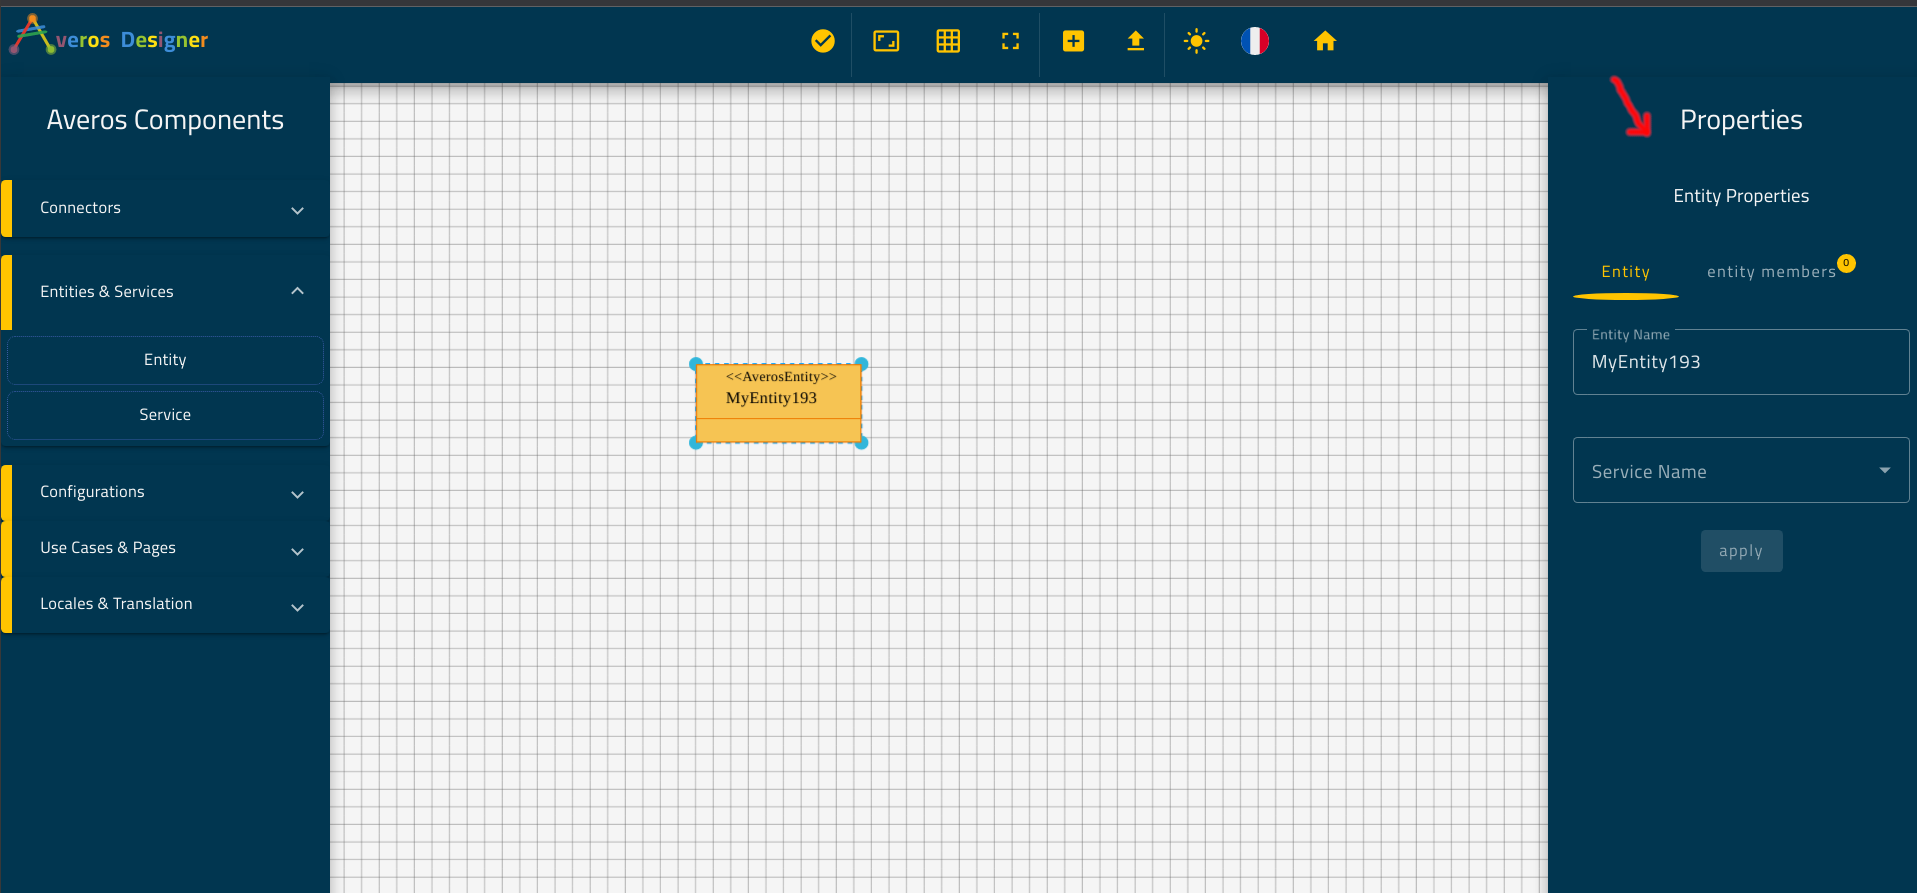 Averos Designer
Averos Components
Connectors
Entities & Services
Entity
Service
Configurations
Use Cases & Pages
Locales & Translation
<<AverosEntity>>
MyEntity193
Properties
Entity Properties
Entity
entity members
0
Entity Name
MyEntity193
Service Name
apply